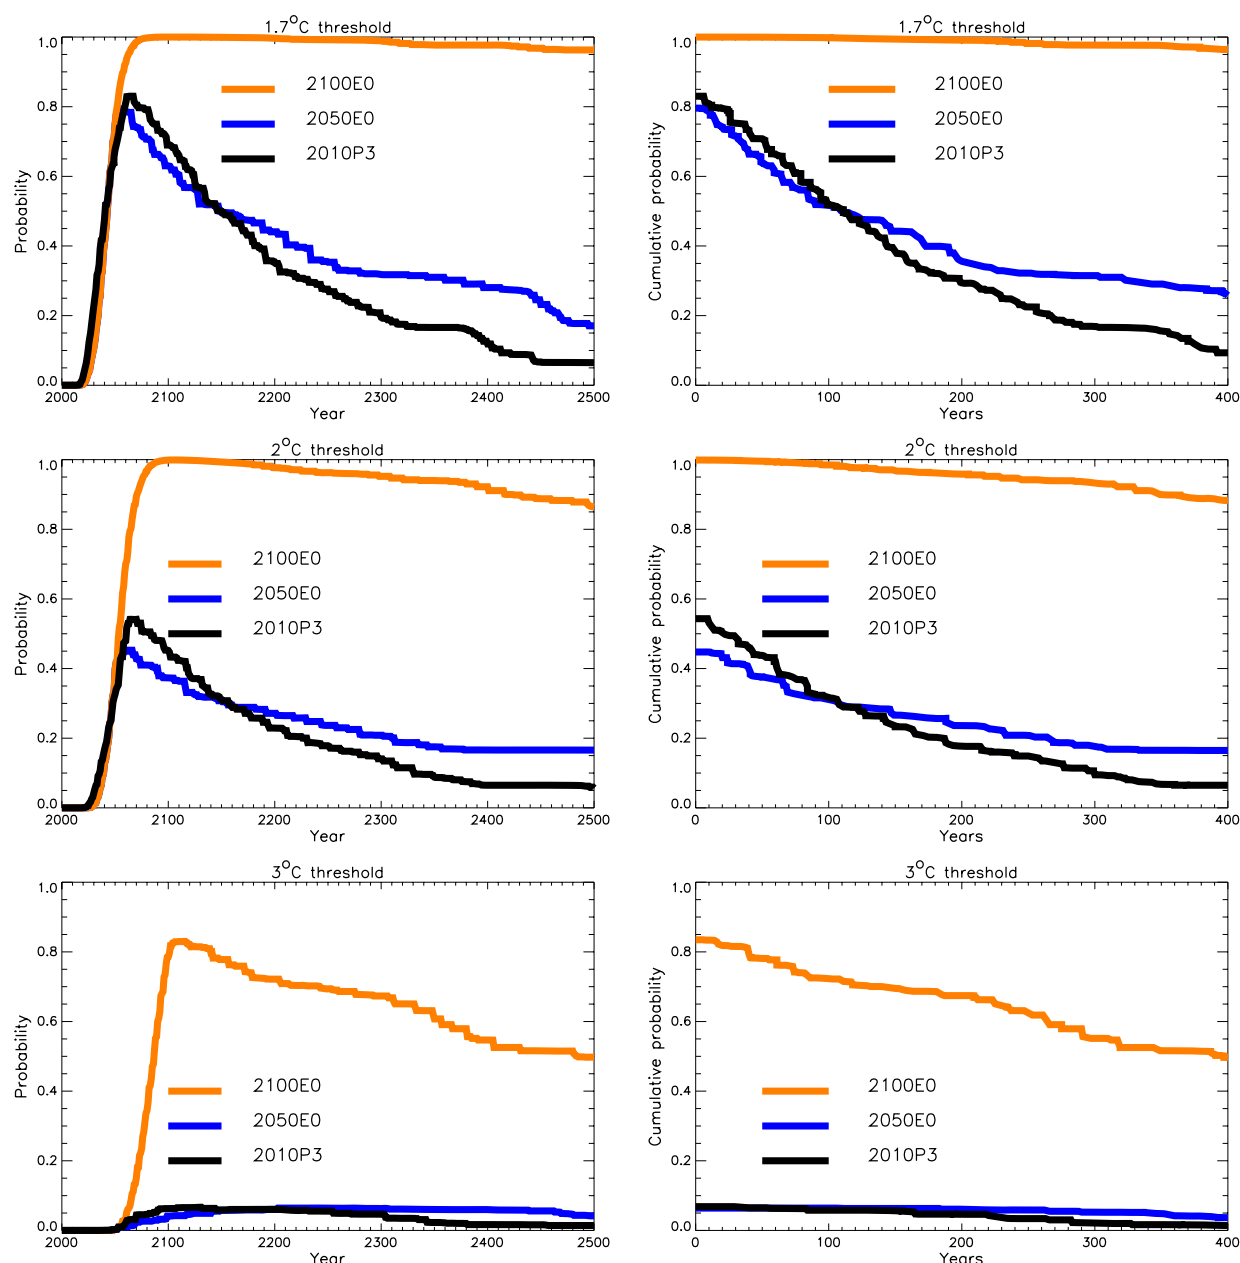 1.7°C threshold
1.0
0.8
0.6
0.4
0.2
0.0
Probability
2100E0
2050E0
2010P3
2000
2100
2200
2300
2400
2500
Year
1.7°C threshold
1.0
0.8
0.6
0.4
0.2
0.0
Cumulative probability
2100E0
2050E0
2010P3
0
100
200
300
400
Years
2°C threshold
1.0
0.8
0.6
0.4
0.2
0.0
Probability
2100E0
2050E0
2010P3
2000
2100
2200
2300
2400
2500
Year
2°C threshold
1.0
0.8
0.6
0.4
0.2
0.0
Cumulative probability
2100E0
2050E0
2010P3
0
100
200
300
400
Years
3°C threshold
1.0
0.8
0.6
0.4
0.2
0.0
Probability
2100E0
2050E0
2010P3
2000
2100
2200
2300
2400
2500
Year
3°C threshold
1.0
0.8
0.6
0.4
0.2
0.0
Cumulative probability
2100E0
2050E0
2010P3
0
100
200
300
400
Years